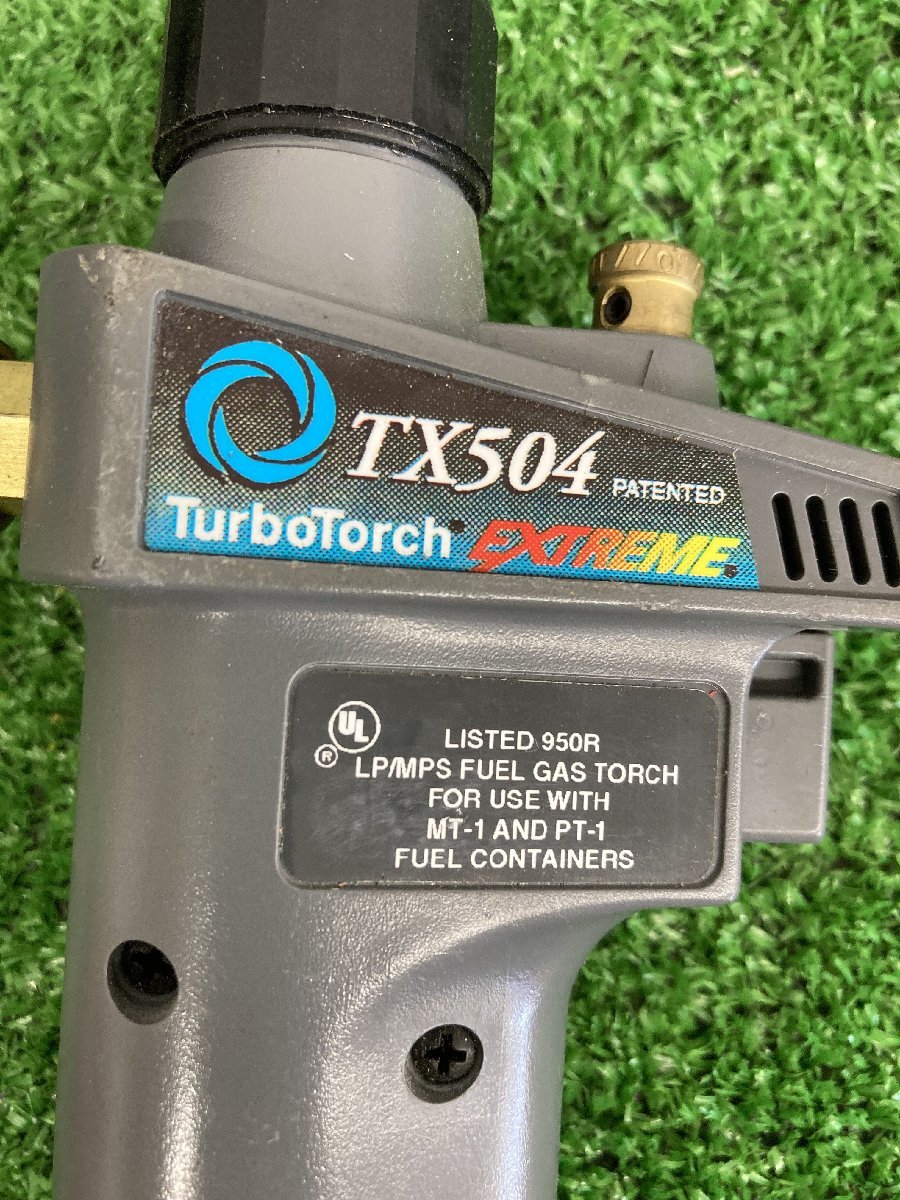 TX504 PATENTED
TurboTorch® EXTREME®
UL
®
LISTED 950R
LP/MPS FUEL GAS TORCH
FOR USE WITH
MT-1 AND PT-1
FUEL CONTAINERS